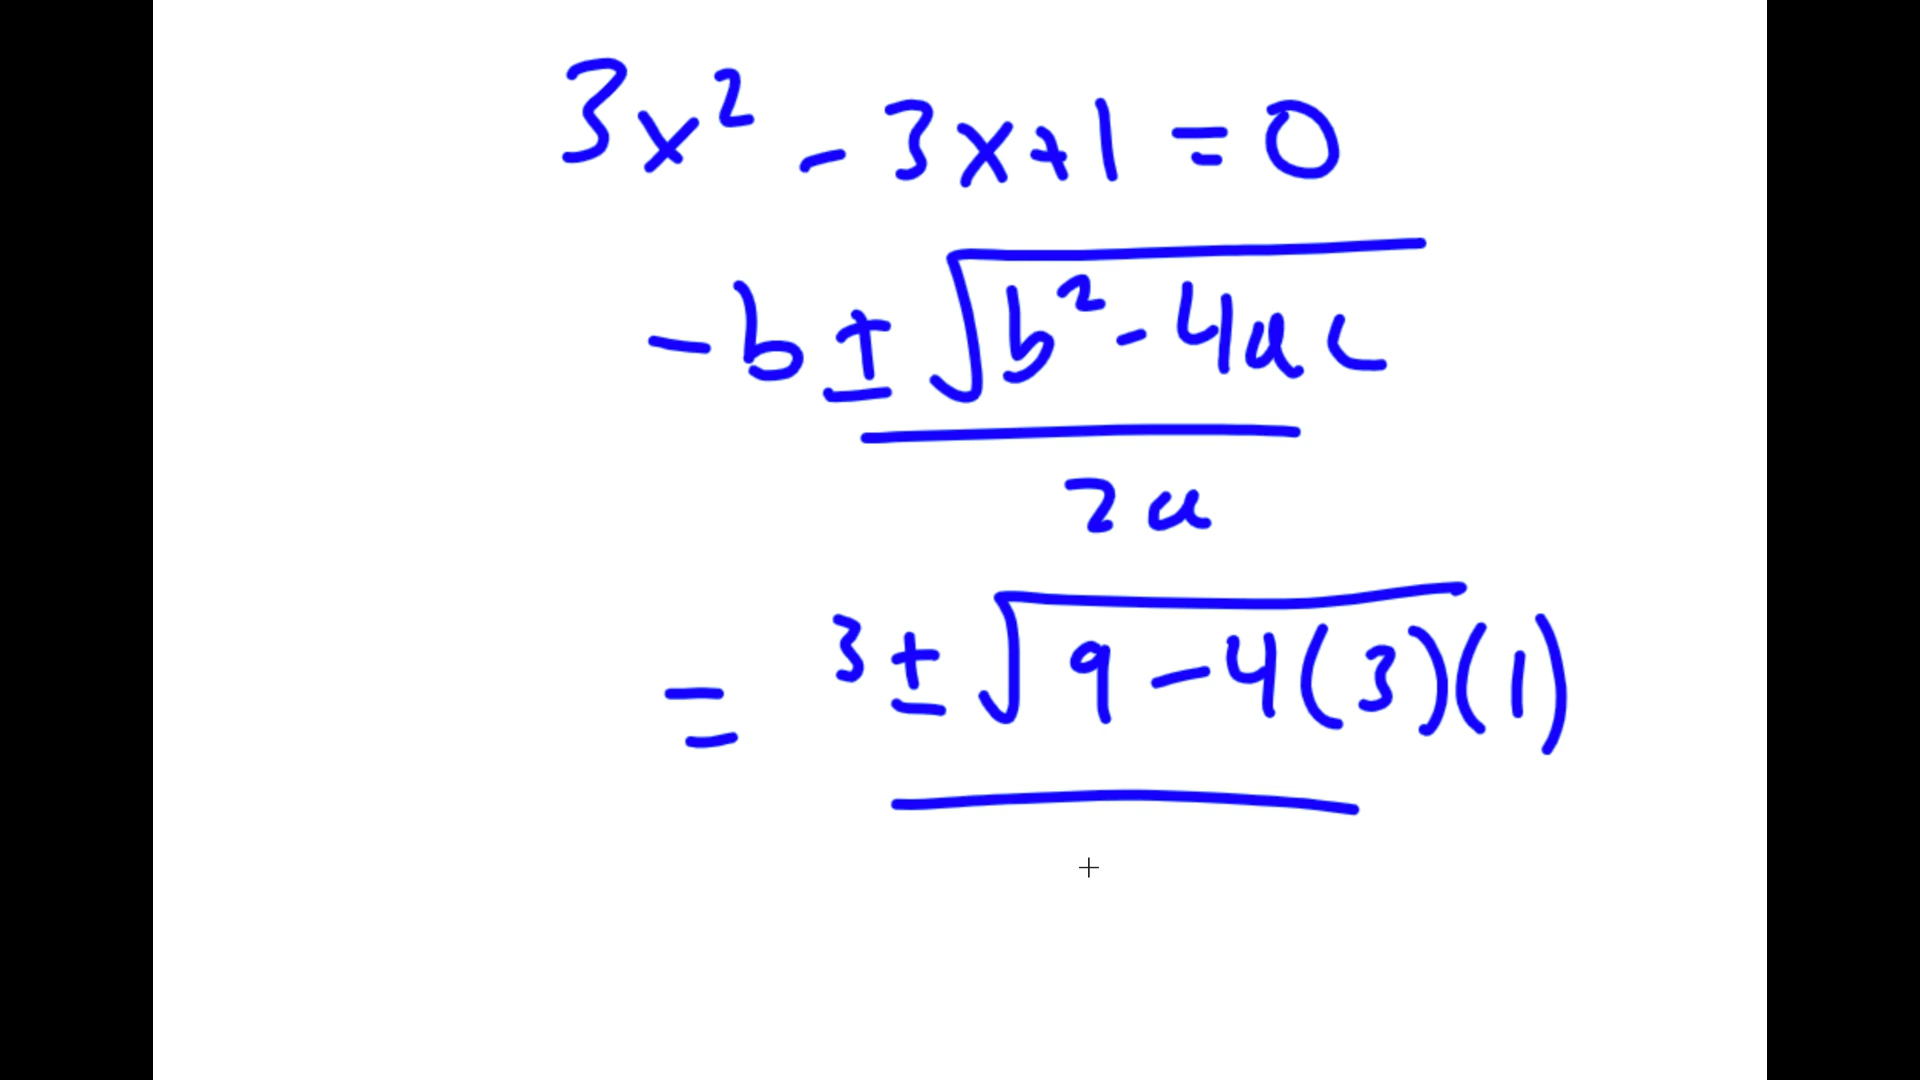 3x² - 3x + 1 = 0
-b ± √(b² - 4ac)
2a
= 3 ± √(9 - 4(3)(1))